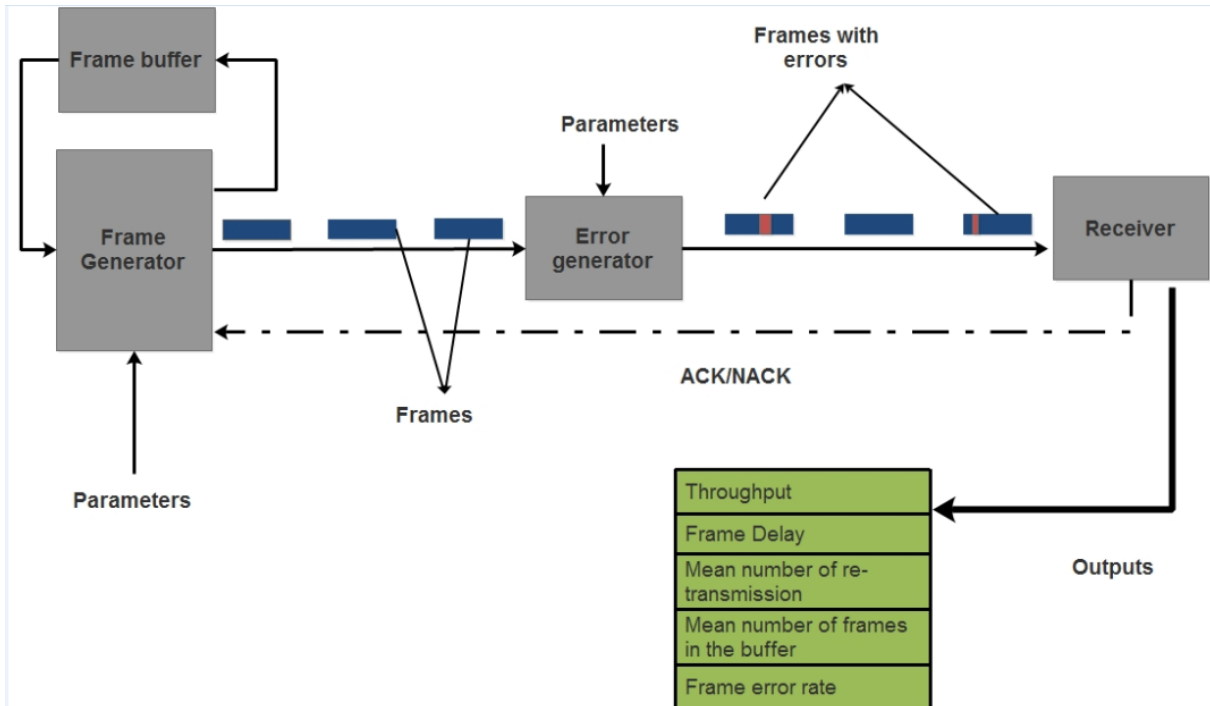 Frame buffer
Frames with
errors
Parameters
Frame
Generator
Error
generator
Receiver
ACK/NACK
Frames
Parameters
Throughput
Frame Delay
Mean number of re-
transmission
Mean number of frames
in the buffer
Frame error rate
Outputs